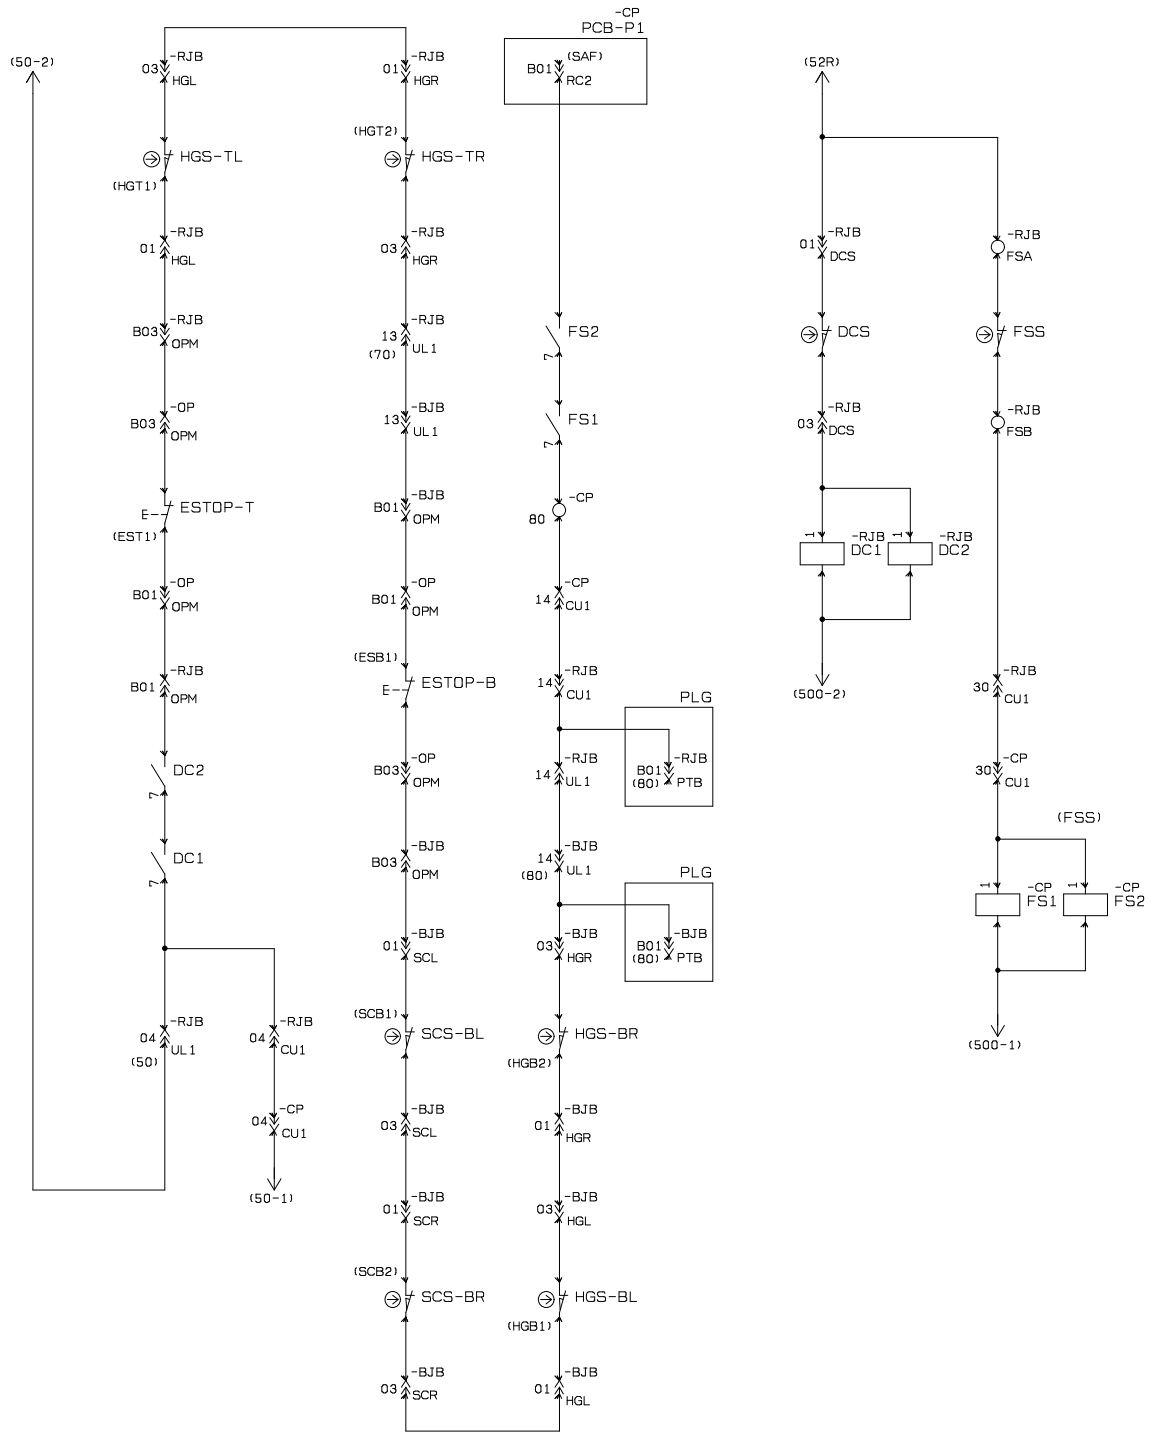 (50-2)
-RJB
03
HGL
HGS-TL
(HGT1)
-RJB
01
HGL
-RJB
B03
OPM
-OP
B03
OPM
ESTOP-T
E
(EST1)
-OP
B01
OPM
-RJB
B01
OPM
DC2
7
DC1
7
-RJB
04
UL1
(50)
-RJB
04
CU1
-CP
04
CU1
(50-1)
-RJB
01
HGR
(HGT2)
HGS-TR
-RJB
03
HGR
-RJB
13
UL1
(70)
-BJB
13
UL1
-BJB
B01
OPM
-OP
B01
OPM
(ESB1)
ESTOP-B
E
-OP
B03
OPM
-BJB
B03
OPM
-BJB
01
SCL
(SCB1)
SCS-BL
-BJB
03
SCL
-BJB
01
SCR
(SCB2)
SCS-BR
-BJB
03
SCR
-CP
PCB-P1
(SAF)
B01
RC2
FS2
7
FS1
7
-CP
80
-CP
14
CU1
-RJB
14
CU1
PLG
-RJB
B01
(80)
PTB
-RJB
14
UL1
-BJB
14
UL1
(80)
PLG
-BJB
B01
(80)
PTB
-BJB
03
HGR
HGS-BR
(HGB2)
-BJB
01
HGR
-BJB
03
HGL
HGS-BL
(HGB1)
-BJB
01
HGL
(52R)
-RJB
01
DCS
DCS
-RJB
03
DCS
1
-RJB
DC1
1
-RJB
DC2
(500-2)
-RJB
FSA
FSS
-RJB
FSB
-RJB
30
CU1
-CP
30
CU1
(FSS)
1
-CP
FS1
1
-CP
FS2
(500-1)